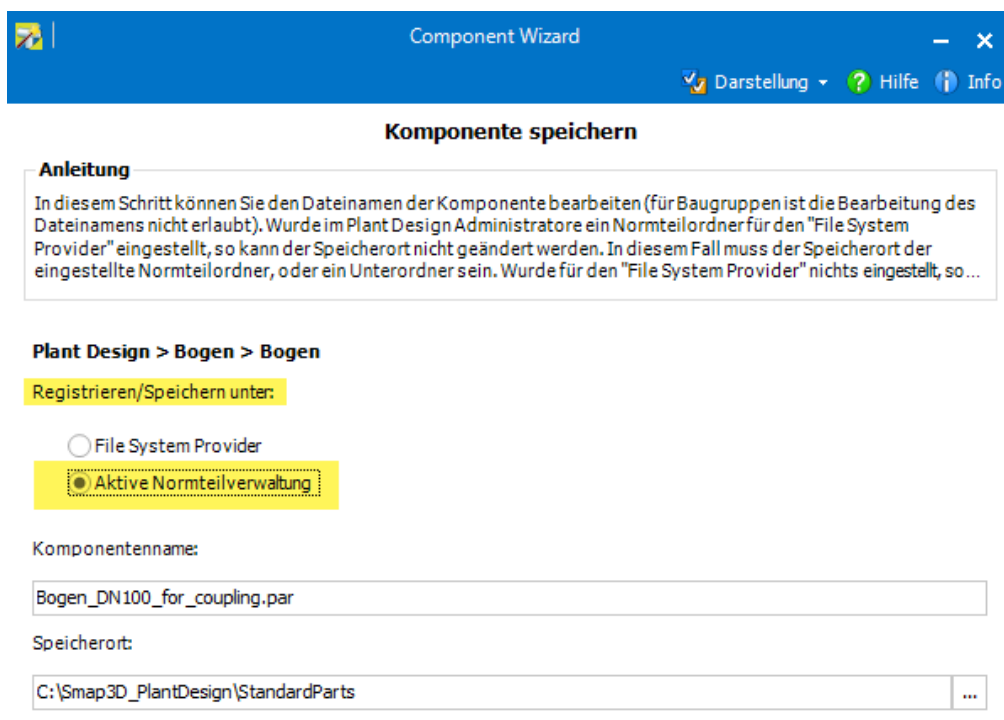 Component Wizard
Darstellung
Hilfe
Info
Komponente speichern
Anleitung
In diesem Schritt können Sie den Dateinamen der Komponente bearbeiten (für Baugruppen ist die Bearbeitung des
Dateinamens nicht erlaubt). Wurde im Plant Design Administratore ein Normteilordner für den "File System
Provider" eingestellt, so kann der Speicherort nicht geändert werden. In diesem Fall muss der Speicherort der
eingestellte Normteilordner, oder ein Unterordner sein. Wurde für den "File System Provider" nichts eingestellt, so...
Plant Design > Bogen > Bogen
Registrieren/Speichern unter:
File System Provider
Aktive Normteilverwaltung
Komponentenname:
Bogen_DN100_for_coupling.par
Speicherort:
C:\Smap3D_PlantDesign\StandardParts
...